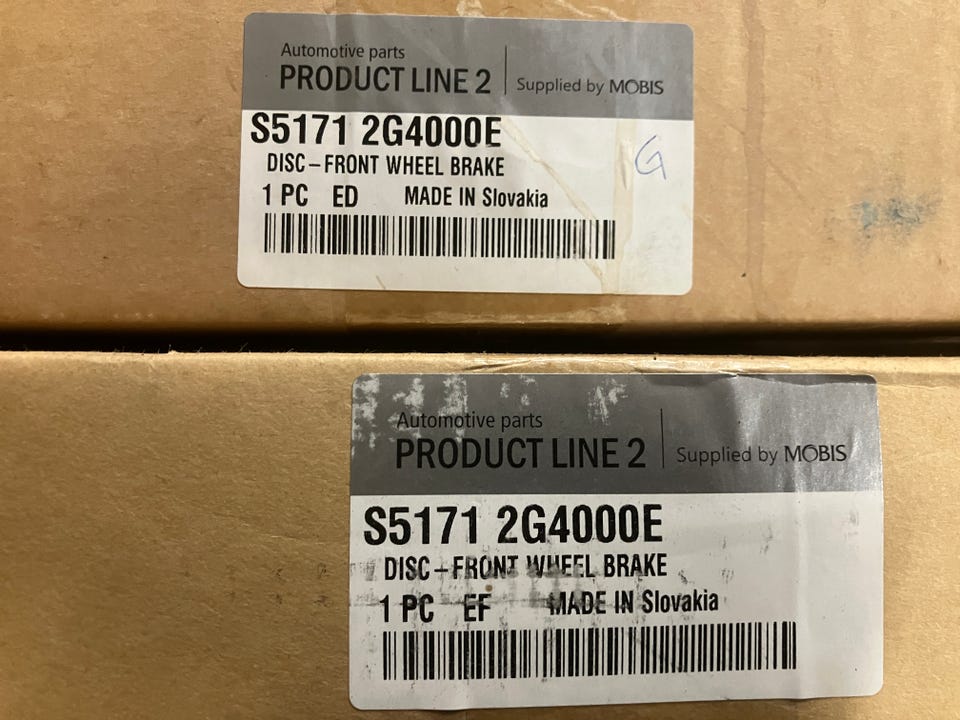 Automotive parts
PRODUCT LINE 2 Supplied by MOBIS
S5171 2G4000E
DISC-FRONT WHEEL BRAKE
1 PC ED MADE IN Slovakia
G
Automotive parts
PRODUCT LINE 2 Supplied by MOBIS
S5171 2G4000E
DISC-FRONT WHEEL BRAKE
1 PC EF MADE IN Slovakia